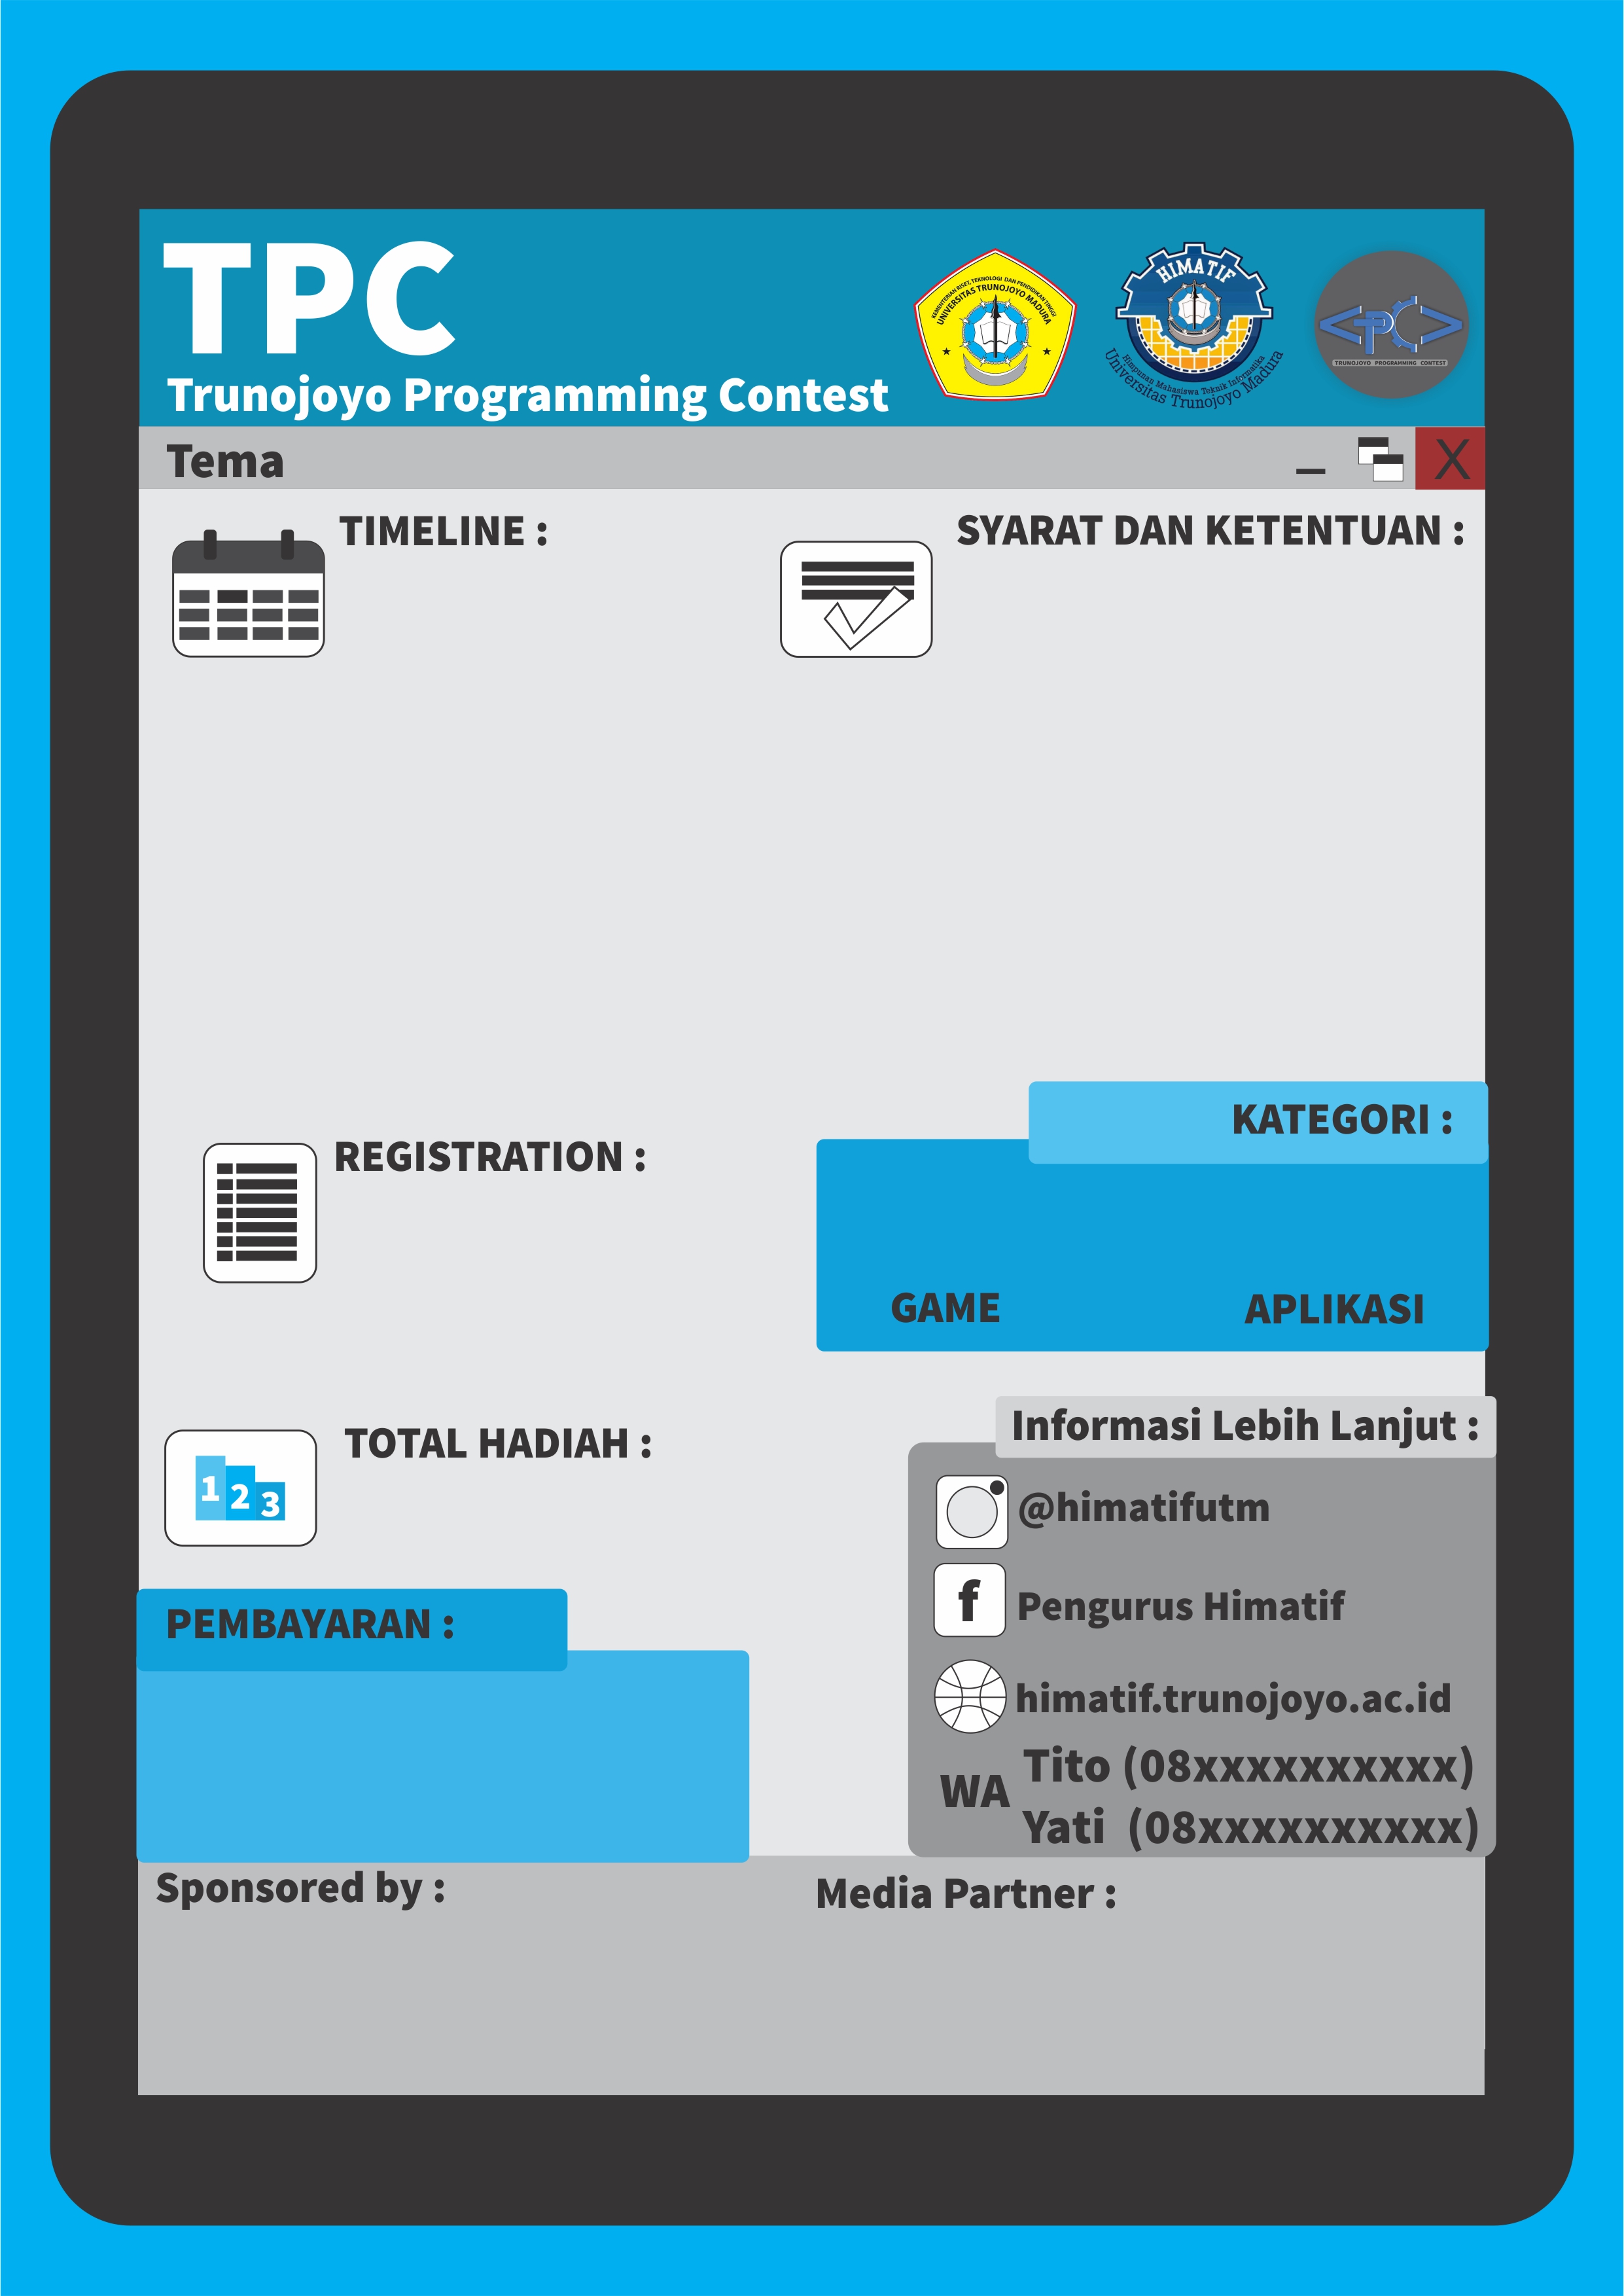 TPC
Trunojoyo Programming Contest
KEMENTERIAN RISET, TEKNOLOGI DAN PENDIDIKAN TINGGI
UNIVERSITAS TRUNOJOYO MADURA
HIMATIF
Himpunan Mahasiswa Teknik Informatika
Universitas Trunojoyo Madura
<TPC>
TRUNOJOYO PROGRAMMING CONTEST
Tema
X
TIMELINE :
SYARAT DAN KETENTUAN :
KATEGORI :
REGISTRATION :
GAME
APLIKASI
TOTAL HADIAH :
1 2 3
Informasi Lebih Lanjut :
@himatifutm
f Pengurus Himatif
himatif.trunojoyo.ac.id
WA
Tito (08xxxxxxxxxx)
Yati (08xxxxxxxxxx)
PEMBAYARAN :
Sponsored by :
Media Partner :